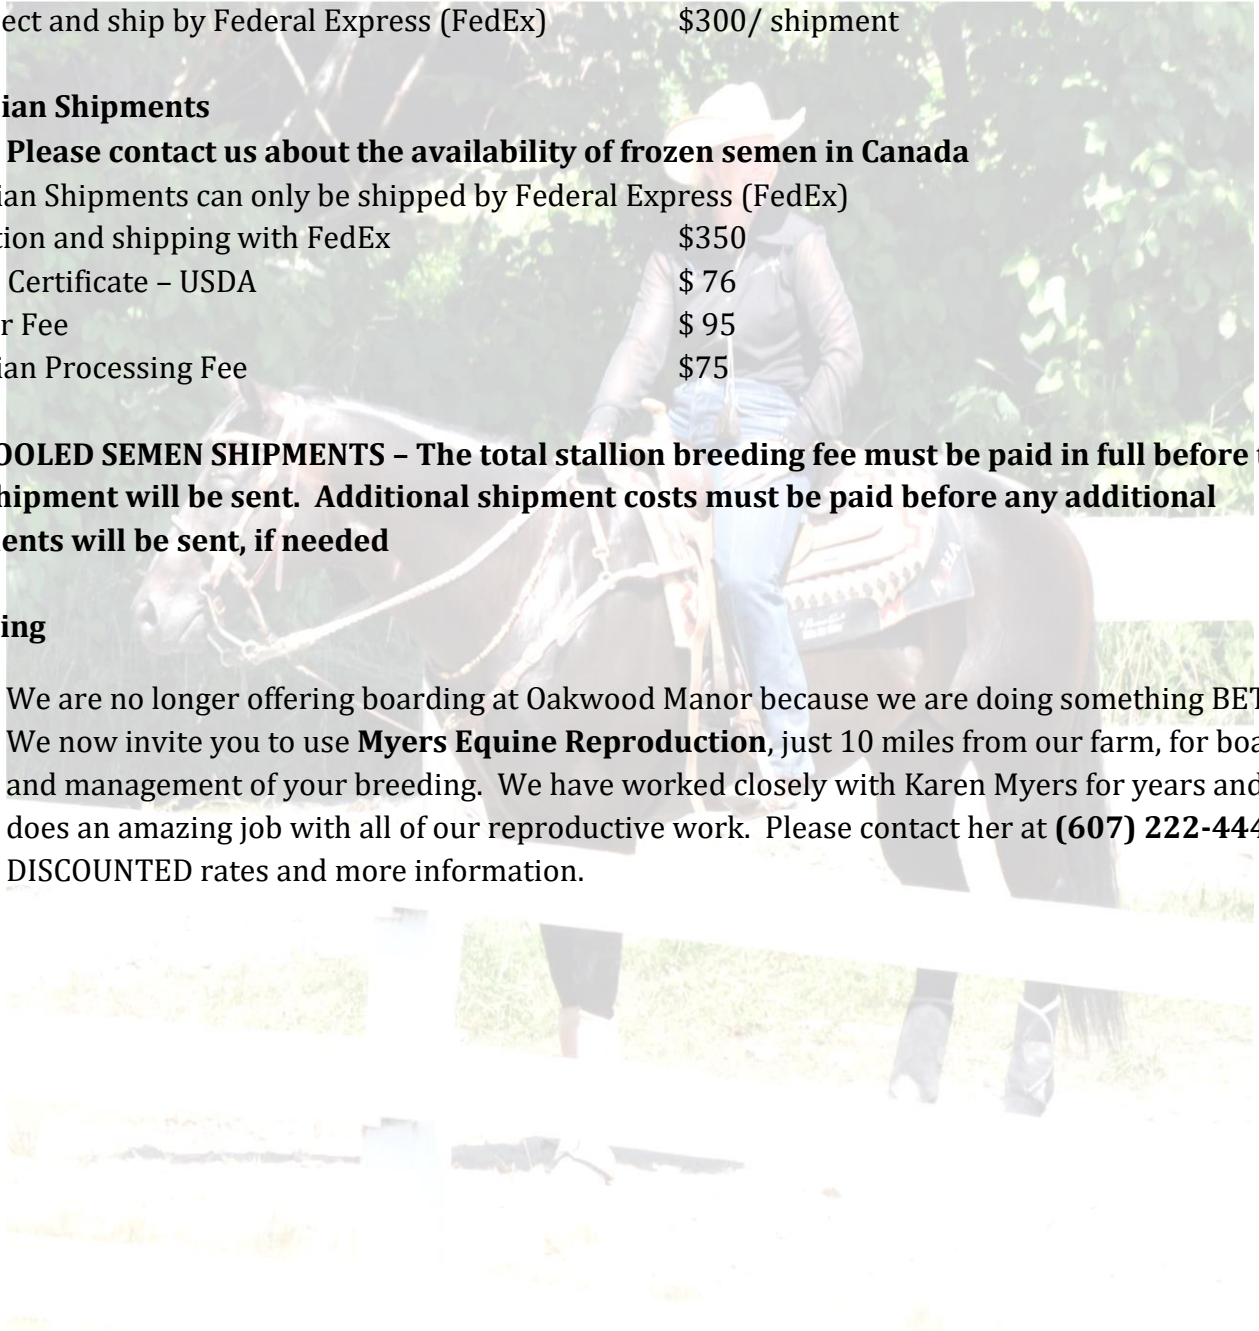 ect and ship by Federal Express (FedEx) $300/ shipment
ian Shipments
Please contact us about the availability of frozen semen in Canada
ian Shipments can only be shipped by Federal Express (FedEx)
tion and shipping with FedEx $350
Certificate – USDA $ 76
r Fee $ 95
ian Processing Fee $75
OOLED SEMEN SHIPMENTS – The total stallion breeding fee must be paid in full before t
hipment will be sent. Additional shipment costs must be paid before any additional
ents will be sent, if needed
ing
We are no longer offering boarding at Oakwood Manor because we are doing something BET
We now invite you to use Myers Equine Reproduction, just 10 miles from our farm, for boa
and management of your breeding. We have worked closely with Karen Myers for years and
does an amazing job with all of our reproductive work. Please contact her at (607) 222-444
DISCOUNTED rates and more information.